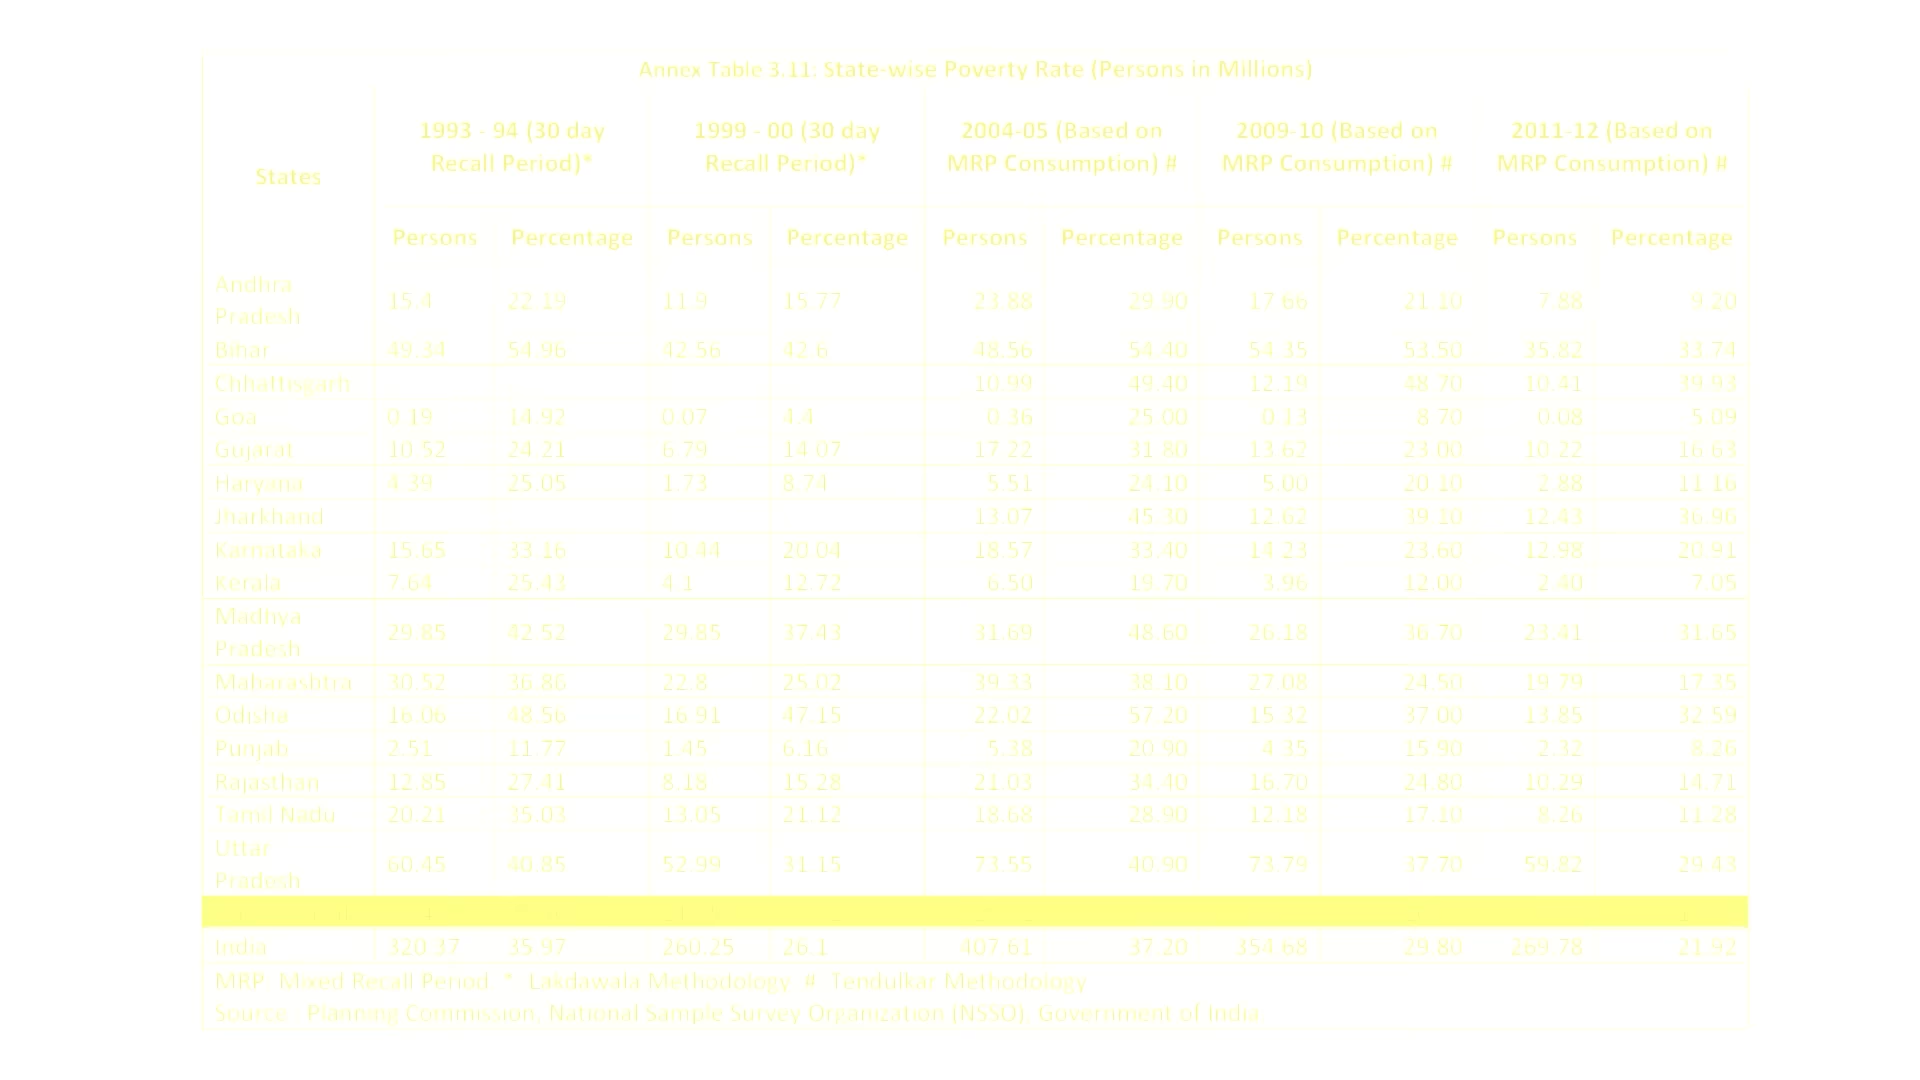 Annex Table 3.11: State-wise Poverty Rate (Persons in Millions)
States 1993 - 94 (30 day Recall Period)* 1999 - 00 (30 day Recall Period)* 2004-05 (Based on MRP Consumption) # 2009-10 (Based on MRP Consumption) # 2011-12 (Based on MRP Consumption) #
Persons Percentage Persons Percentage Persons Percentage Persons Percentage Persons Percentage
Andhra Pradesh 15.4 22.19 11.9 15.77 23.88 29.90 17.66 21.10 7.88 9.20
Bihar 49.34 54.96 42.56 42.6 48.56 54.40 54.35 53.50 35.82 33.74
Chhattisgarh 10.99 49.40 12.19 48.70 10.41 39.93
Goa 0.19 14.92 0.07 4.4 0.36 25.00 0.13 8.70 0.08 5.09
Gujarat 10.52 24.21 6.79 14.07 17.22 31.80 13.62 23.00 10.22 16.63
Haryana 4.39 25.05 1.73 8.74 5.51 24.10 5.00 20.10 2.88 11.16
Jharkhand 13.07 45.30 12.62 39.10 12.43 36.96
Karnataka 15.65 33.16 10.44 20.04 18.57 33.40 14.23 23.60 12.98 20.91
Kerala 7.64 25.43 4.1 12.72 6.50 19.70 3.96 12.00 2.40 7.05
Madhya Pradesh 29.85 42.52 29.85 37.43 31.69 48.60 26.18 36.70 23.41 31.65
Maharashtra 30.52 36.86 22.8 25.02 39.33 38.10 27.08 24.50 19.79 17.35
Odisha 16.06 48.56 16.91 47.15 22.02 57.20 15.32 37.00 13.85 32.59
Punjab 2.51 11.77 1.45 6.16 5.38 20.90 4.35 15.90 2.32 8.26
Rajasthan 12.85 27.41 8.18 15.28 21.03 34.40 16.70 24.80 10.29 14.71
Tamil Nadu 20.21 35.03 13.05 21.12 18.68 28.90 12.18 17.10 8.26 11.28
Uttar Pradesh 60.45 40.85 52.99 31.15 73.55 40.90 73.79 37.70 59.82 29.43
India 320.37 35.97 260.25 26.1 407.61 37.20 354.68 29.80 269.78 21.92
MRP: Mixed Recall Period * Lakdawala Methodology # Tendulkar Methodology
Source : Planning Commission, National Sample Survey Organization (NSSO), Government of India